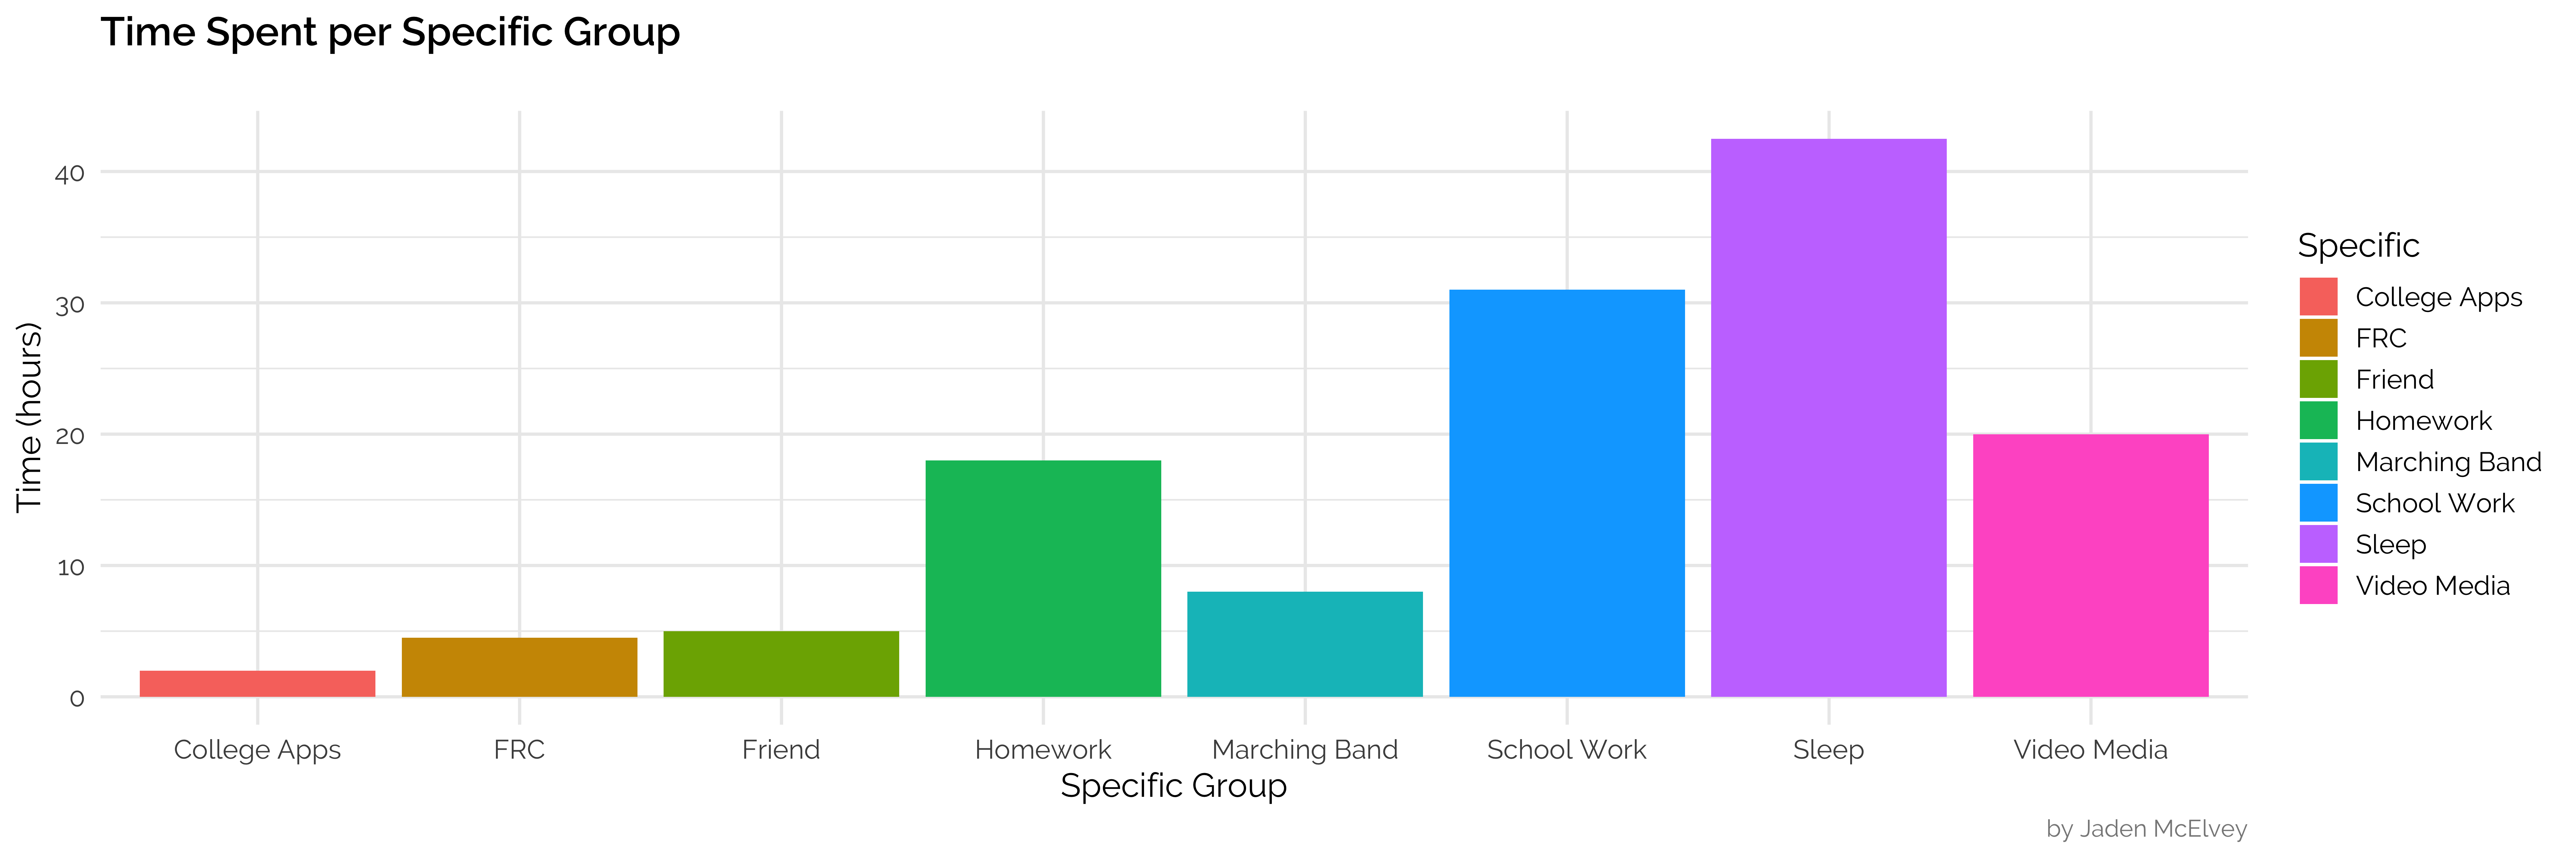 Time Spent per Specific Group
Time (hours)
40
30
20
10
0
College Apps FRC Friend Homework Marching Band School Work Sleep Video Media
Specific Group
Specific
College Apps
FRC
Friend
Homework
Marching Band
School Work
Sleep
Video Media
by Jaden McElvey